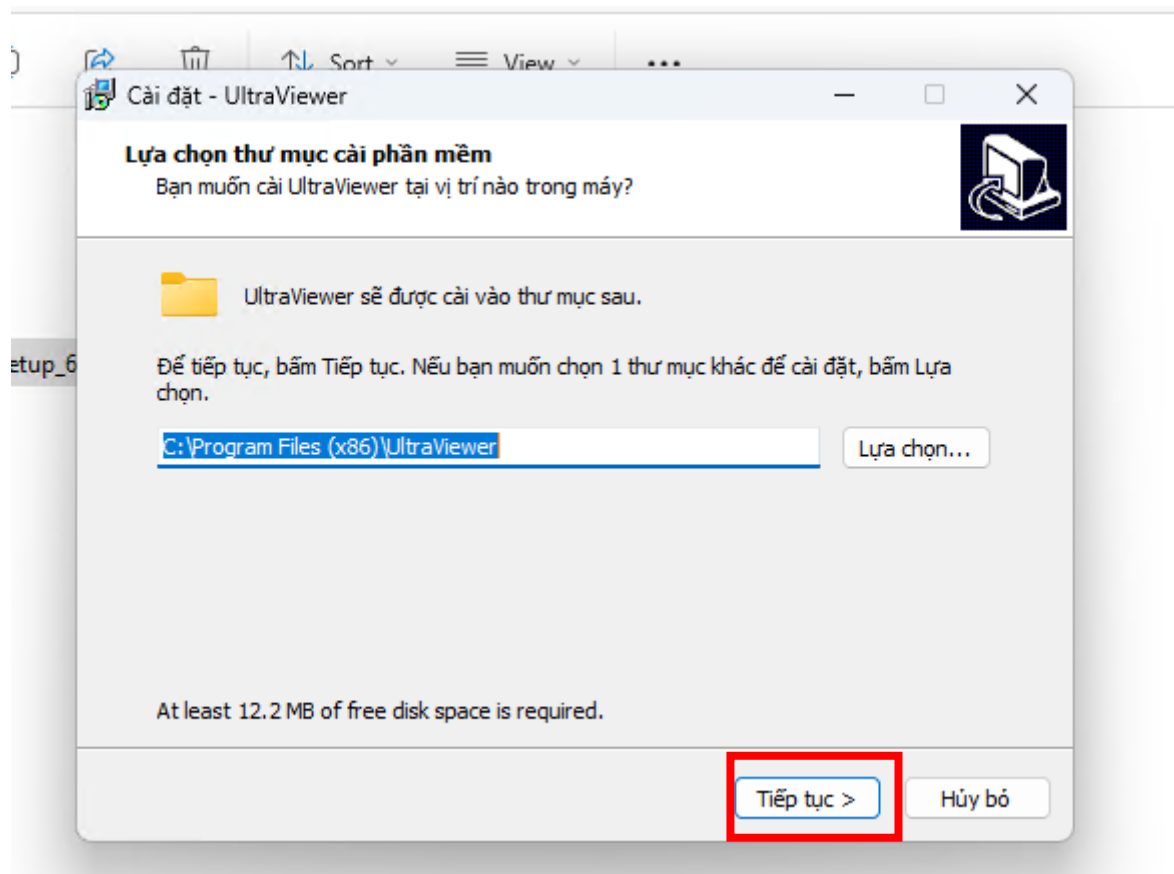 Sort
View
Cài đặt - UltraViewer
Lựa chọn thư mục cài phần mềm
Bạn muốn cài UltraViewer tại vị trí nào trong máy?
UltraViewer sẽ được cài vào thư mục sau.
etup_6
Để tiếp tục, bấm Tiếp tục. Nếu bạn muốn chọn 1 thư mục khác để cài đặt, bấm Lựa
chọn.
C:\Program Files (x86)\UltraViewer
Lựa chọn...
At least 12.2 MB of free disk space is required.
Tiếp tục >
Hủy bỏ